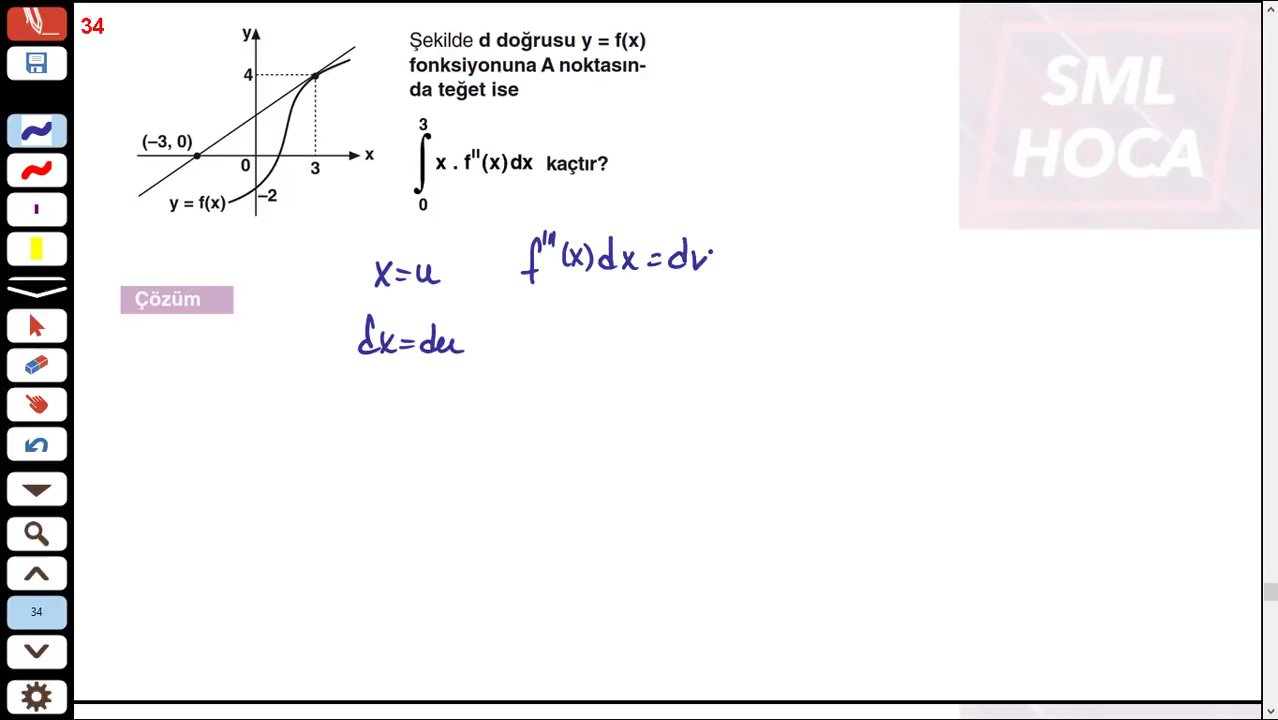 34
y
4
(–3, 0)
0
3
x
–2
y = f(x)
Şekilde d doğrusu y = f(x)
fonksiyonuna A noktasın-
da teğet ise
3
∫ x . f''(x) dx kaçtır?
0
SML
HOCA
x = u
f'''(x) dx = dv
Çözüm
dx = du
34